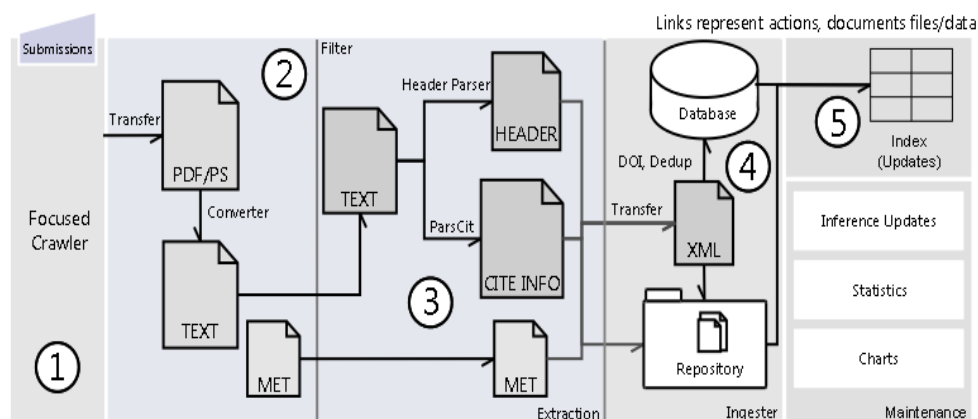 Links represent actions, documents files/data
Submissions
Focused
Crawler
1
Transfer
PDF/PS
Converter
TEXT
MET
2
Filter
TEXT
Header Parser
HEADER
ParsCit
CITE INFO
3
MET
Extraction
Database
DOI, Dedup
4
Transfer
XML
Repository
Ingester
5
Index
(Updates)
Inference Updates
Statistics
Charts
Maintenance